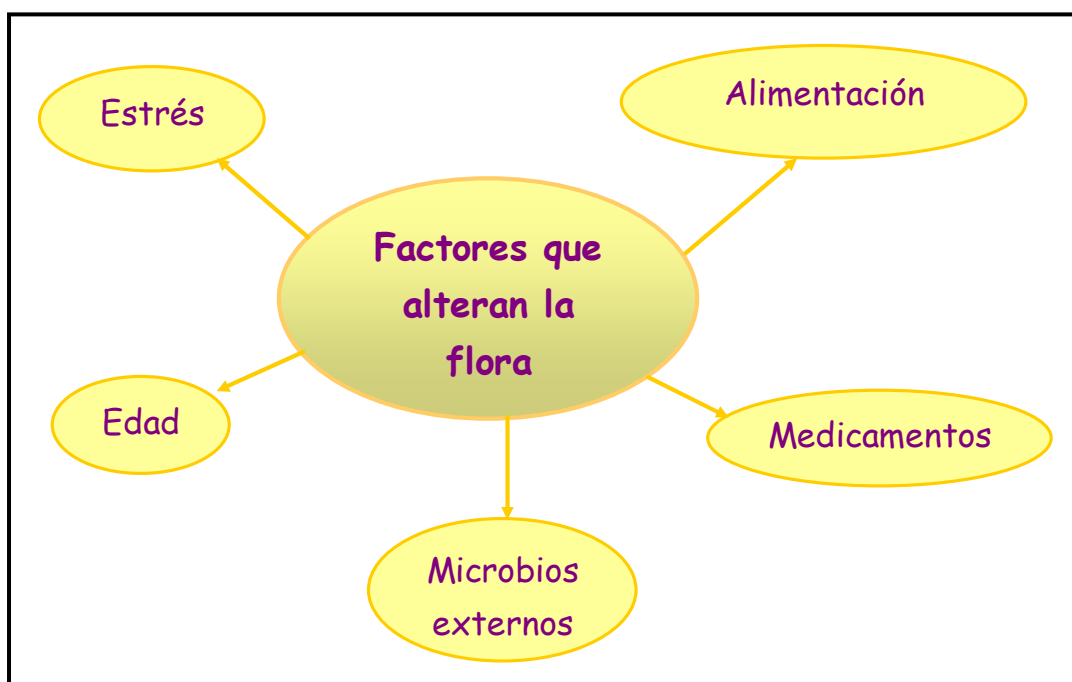 Estrés
Alimentación
Factores que
alteran la
flora
Edad
Medicamentos
Microbios
externos